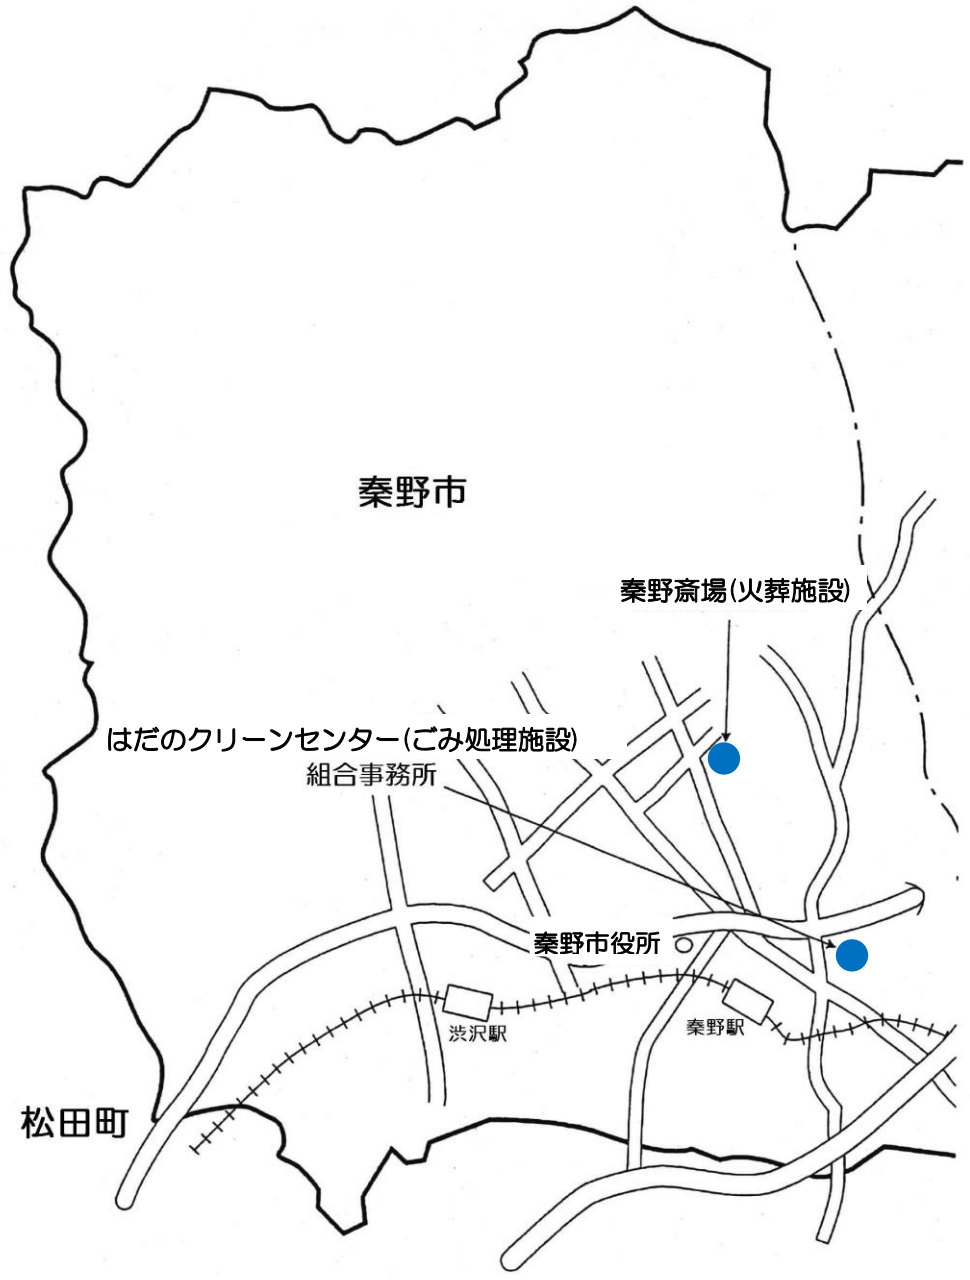 秦野市
秦野斎場(火葬施設)
はだのクリーンセンター(ごみ処理施設)
組合事務所
秦野市役所
渋沢駅
秦野駅
松田町